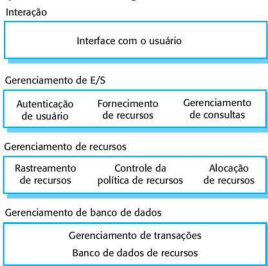 Interação
Interface com o usuário
Gerenciamento de E/S
Autenticação de usuário
Fornecimento de recursos
Gerenciamento de consultas
Gerenciamento de recursos
Rastreamento de recursos
Controle da política de recursos
Alocação de recursos
Gerenciamento de banco de dados
Gerenciamento de transações
Banco de dados de recursos